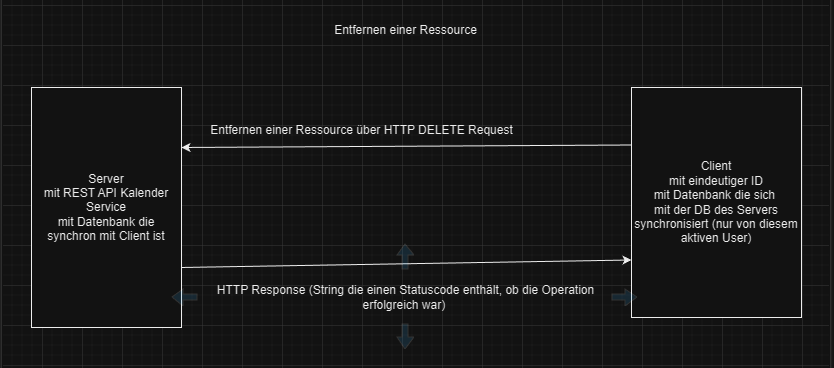 Entfernen einer Ressource
Entfernen einer Ressource über HTTP DELETE Request
Server
mit REST API Kalender
Service
mit Datenbank die
synchron mit Client ist
Client
mit eindeutiger ID
mit Datenbank die sich
mit der DB des Servers
synchronisiert (nur von diesem
aktiven User)
HTTP Response (String die einen Statuscode enthält, ob die Operation
erfolgreich war)